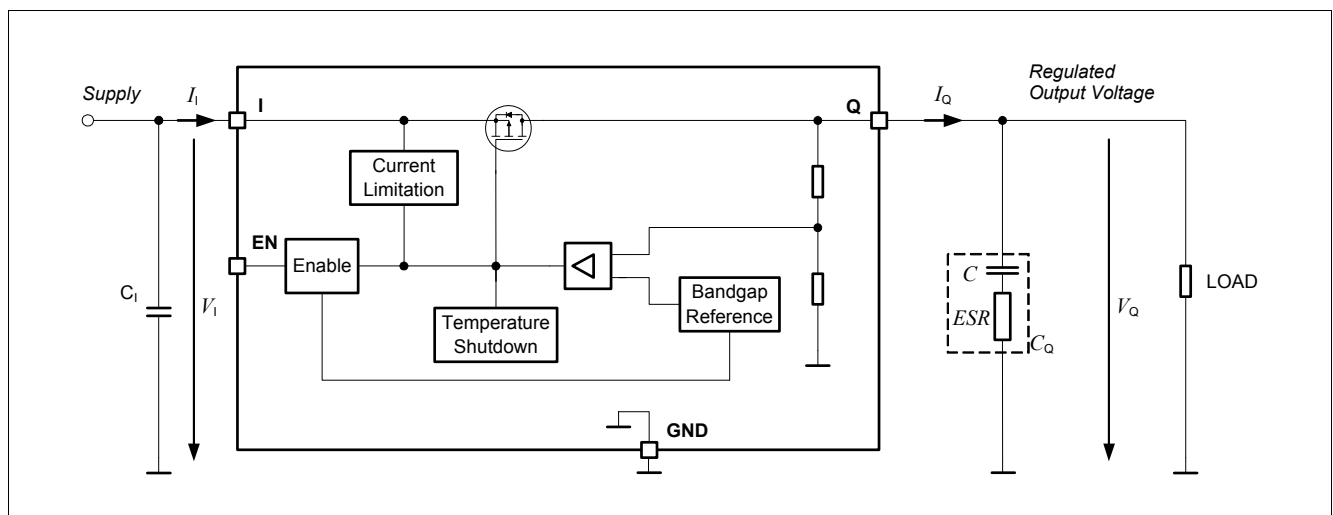 Supply
I_I
I
Q
I_Q
Regulated
Output Voltage
Current
Limitation
EN
Enable
C_I
V_I
Temperature
Shutdown
Bandgap
Reference
C
ESR
C_Q
V_Q
LOAD
GND